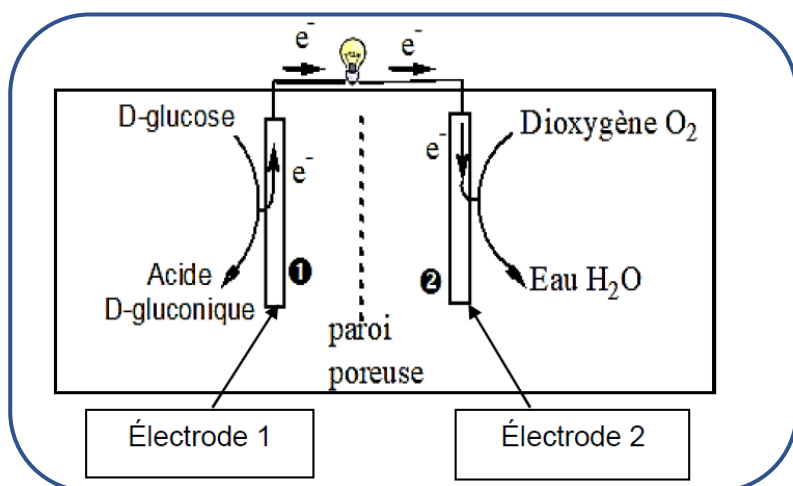 e⁻ e⁻
D-glucose
Dioxygène O₂
e⁻
e⁻
Acide
D-gluconique
❶
❷
Eau H₂O
paroi
poreuse
Électrode 1
Électrode 2